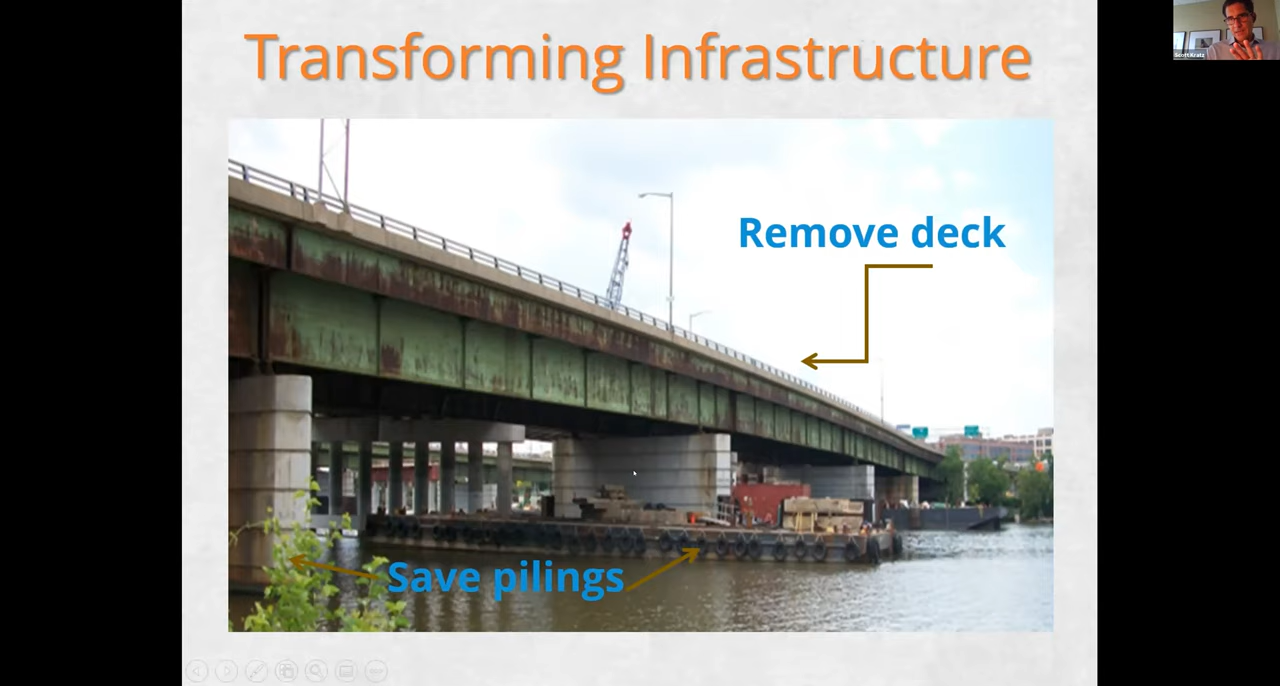 Transforming Infrastructure
Scott Kratz
Remove deck
Save pilings